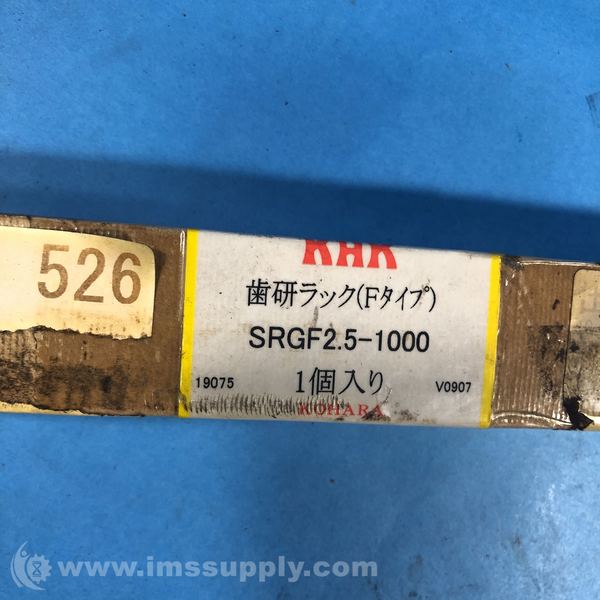 526
KHK
歯研ラック(Fタイプ)
SRGF2.5-1000
19075 1個入り V0907
KOHARA
www.imssupply.com